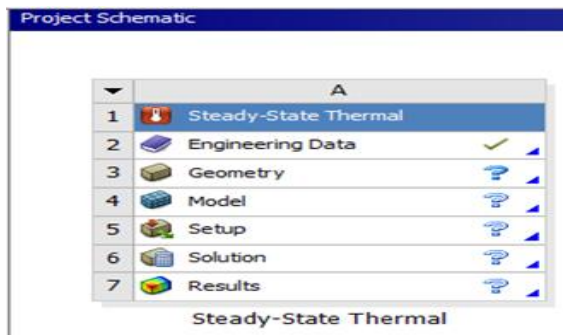 Project Schematic
A
1 Steady-State Thermal
2 Engineering Data
3 Geometry
4 Model
5 Setup
6 Solution
7 Results
Steady-State Thermal